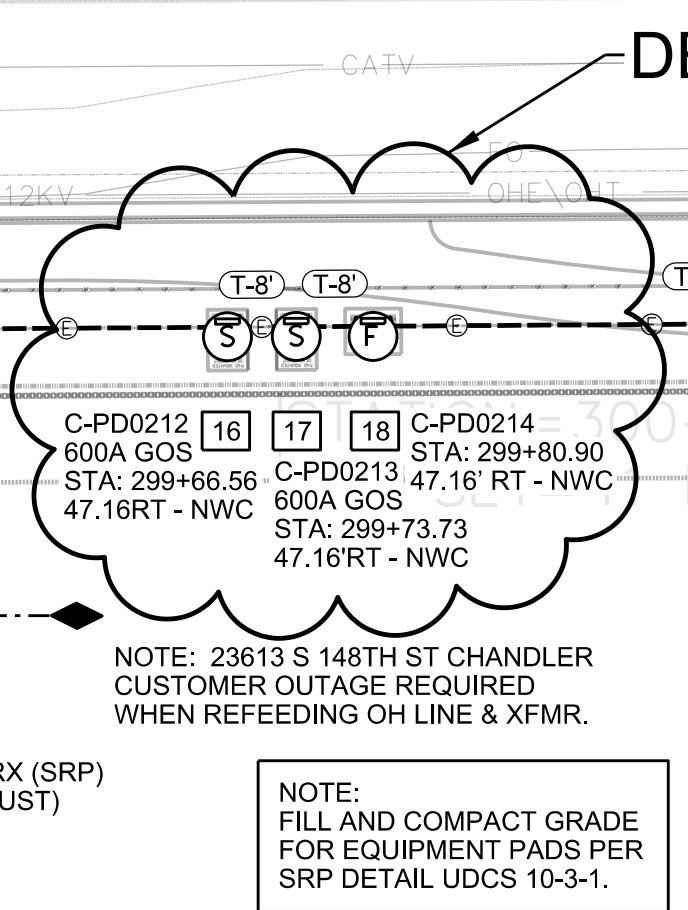 DE
CATV
FO
12KV
OHE\OHT
T-8' T-8'
T
E S E S F E E
16 17 18
C-PD0212
600A GOS
STA: 299+66.56
47.16RT - NWC
C-PD0213
600A GOS
STA: 299+73.73
47.16'RT - NWC
C-PD0214
STA: 299+80.90
47.16' RT - NWC
= 300
NOTE: 23613 S 148TH ST CHANDLER
CUSTOMER OUTAGE REQUIRED
WHEN REFEEDING OH LINE & XFMR.
RX (SRP)
UST)
NOTE:
FILL AND COMPACT GRADE
FOR EQUIPMENT PADS PER
SRP DETAIL UDCS 10-3-1.